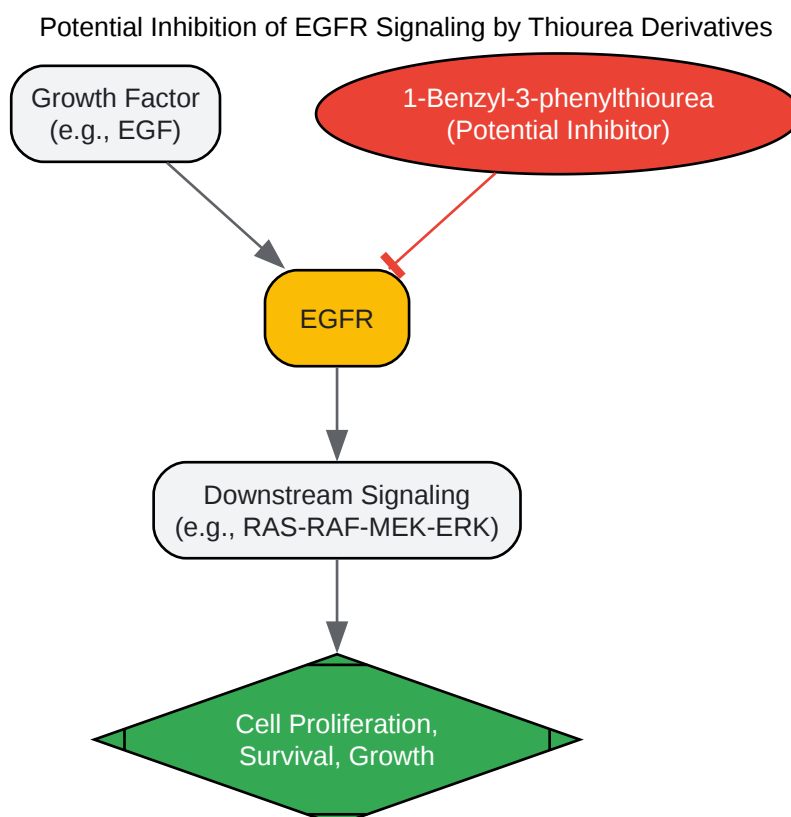 Potential Inhibition of EGFR Signaling by Thiourea Derivatives
Growth Factor
(e.g., EGF)
1-Benzyl-3-phenylthiourea
(Potential Inhibitor)
EGFR
Downstream Signaling
(e.g., RAS-RAF-MEK-ERK)
Cell Proliferation,
Survival, Growth